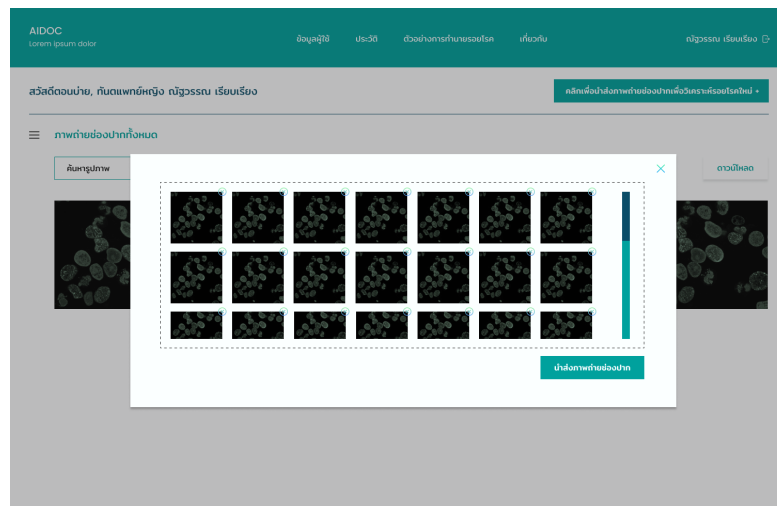 AIDOC
Lorem ipsum dolor
ข้อมูลผู้ใช้ ประวัติ ตัวอย่างการทำนายรอยโรค เกี่ยวกับ ณัฐวรรณ เรียบเรียง
สวัสดีตอนบ่าย, ทันตแพทย์หญิง ณัฐวรรณ เรียบเรียง
คลิกเพื่อนำส่งภาพถ่ายช่องปากเพื่อวิเคราะห์รอยโรคใหม่ +
ภาพถ่ายช่องปากทั้งหมด
ค้นหารูปภาพ ดาวน์โหลด
นำส่งภาพถ่ายช่องปาก